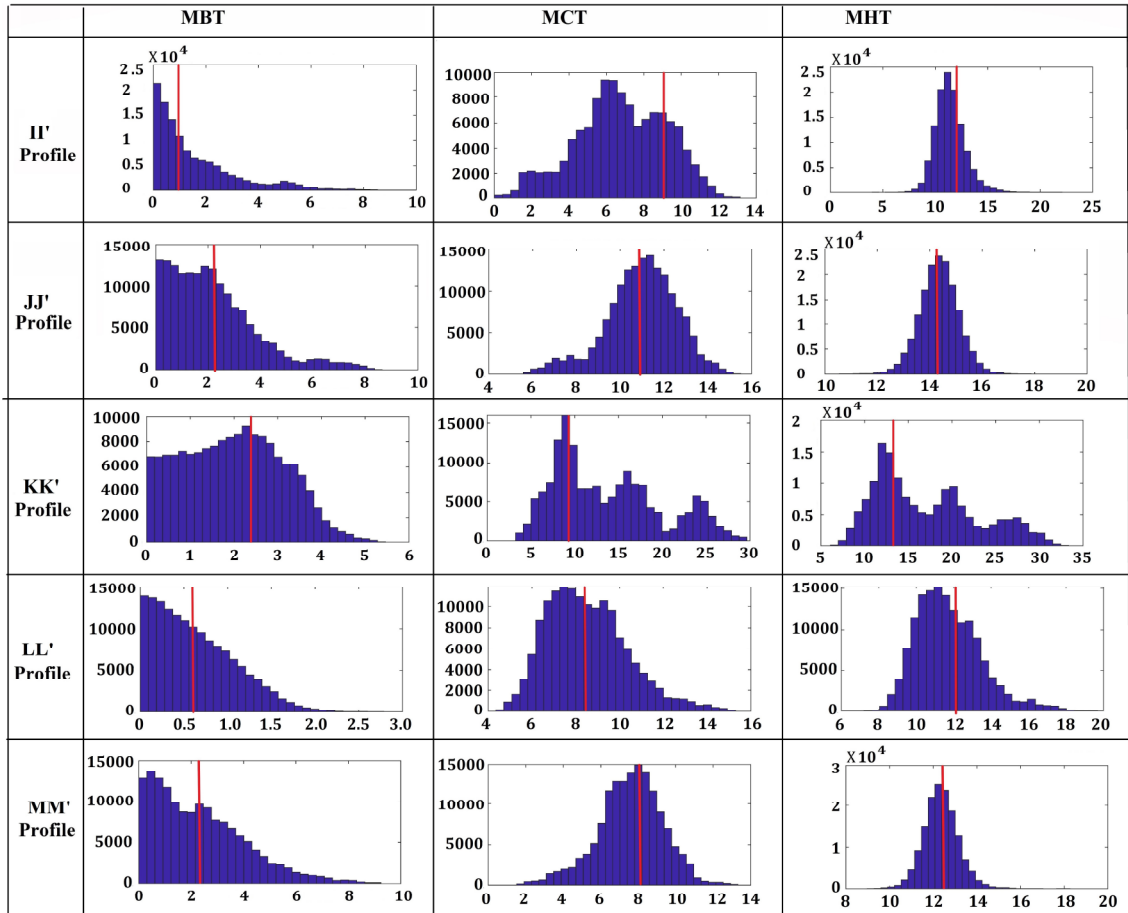 MBT MCT MHT
II'
Profile
X 10^4
2.5
2
1.5
1
0.5
0
0 2 4 6 8 10
10000
8000
6000
4000
2000
0
0 2 4 6 8 10 12 14
X 10^4
2.5
2
1.5
1
0.5
0
0 5 10 15 20 25
JJ'
Profile
15000
10000
5000
0
0 2 4 6 8 10
15000
10000
5000
0
4 6 8 10 12 14 16
X 10^4
2.5
2
1.5
1
0.5
0
10 12 14 16 18 20
KK'
Profile
10000
8000
6000
4000
2000
0
0 1 2 3 4 5 6
15000
10000
5000
0
0 5 10 15 20 25 30
X 10^4
2
1.5
1
0.5
0
5 10 15 20 25 30 35
LL'
Profile
15000
10000
5000
0
0 0.5 1.0 1.5 2.0 2.5 3.0
10000
8000
6000
4000
2000
0
4 6 8 10 12 14 16
15000
10000
5000
0
6 8 10 12 14 16 18 20
MM'
Profile
15000
10000
5000
0
0 2 4 6 8 10
15000
10000
5000
0
0 2 4 6 8 10 12 14
X 10^4
3
2
1
0
8 10 12 14 16 18 20